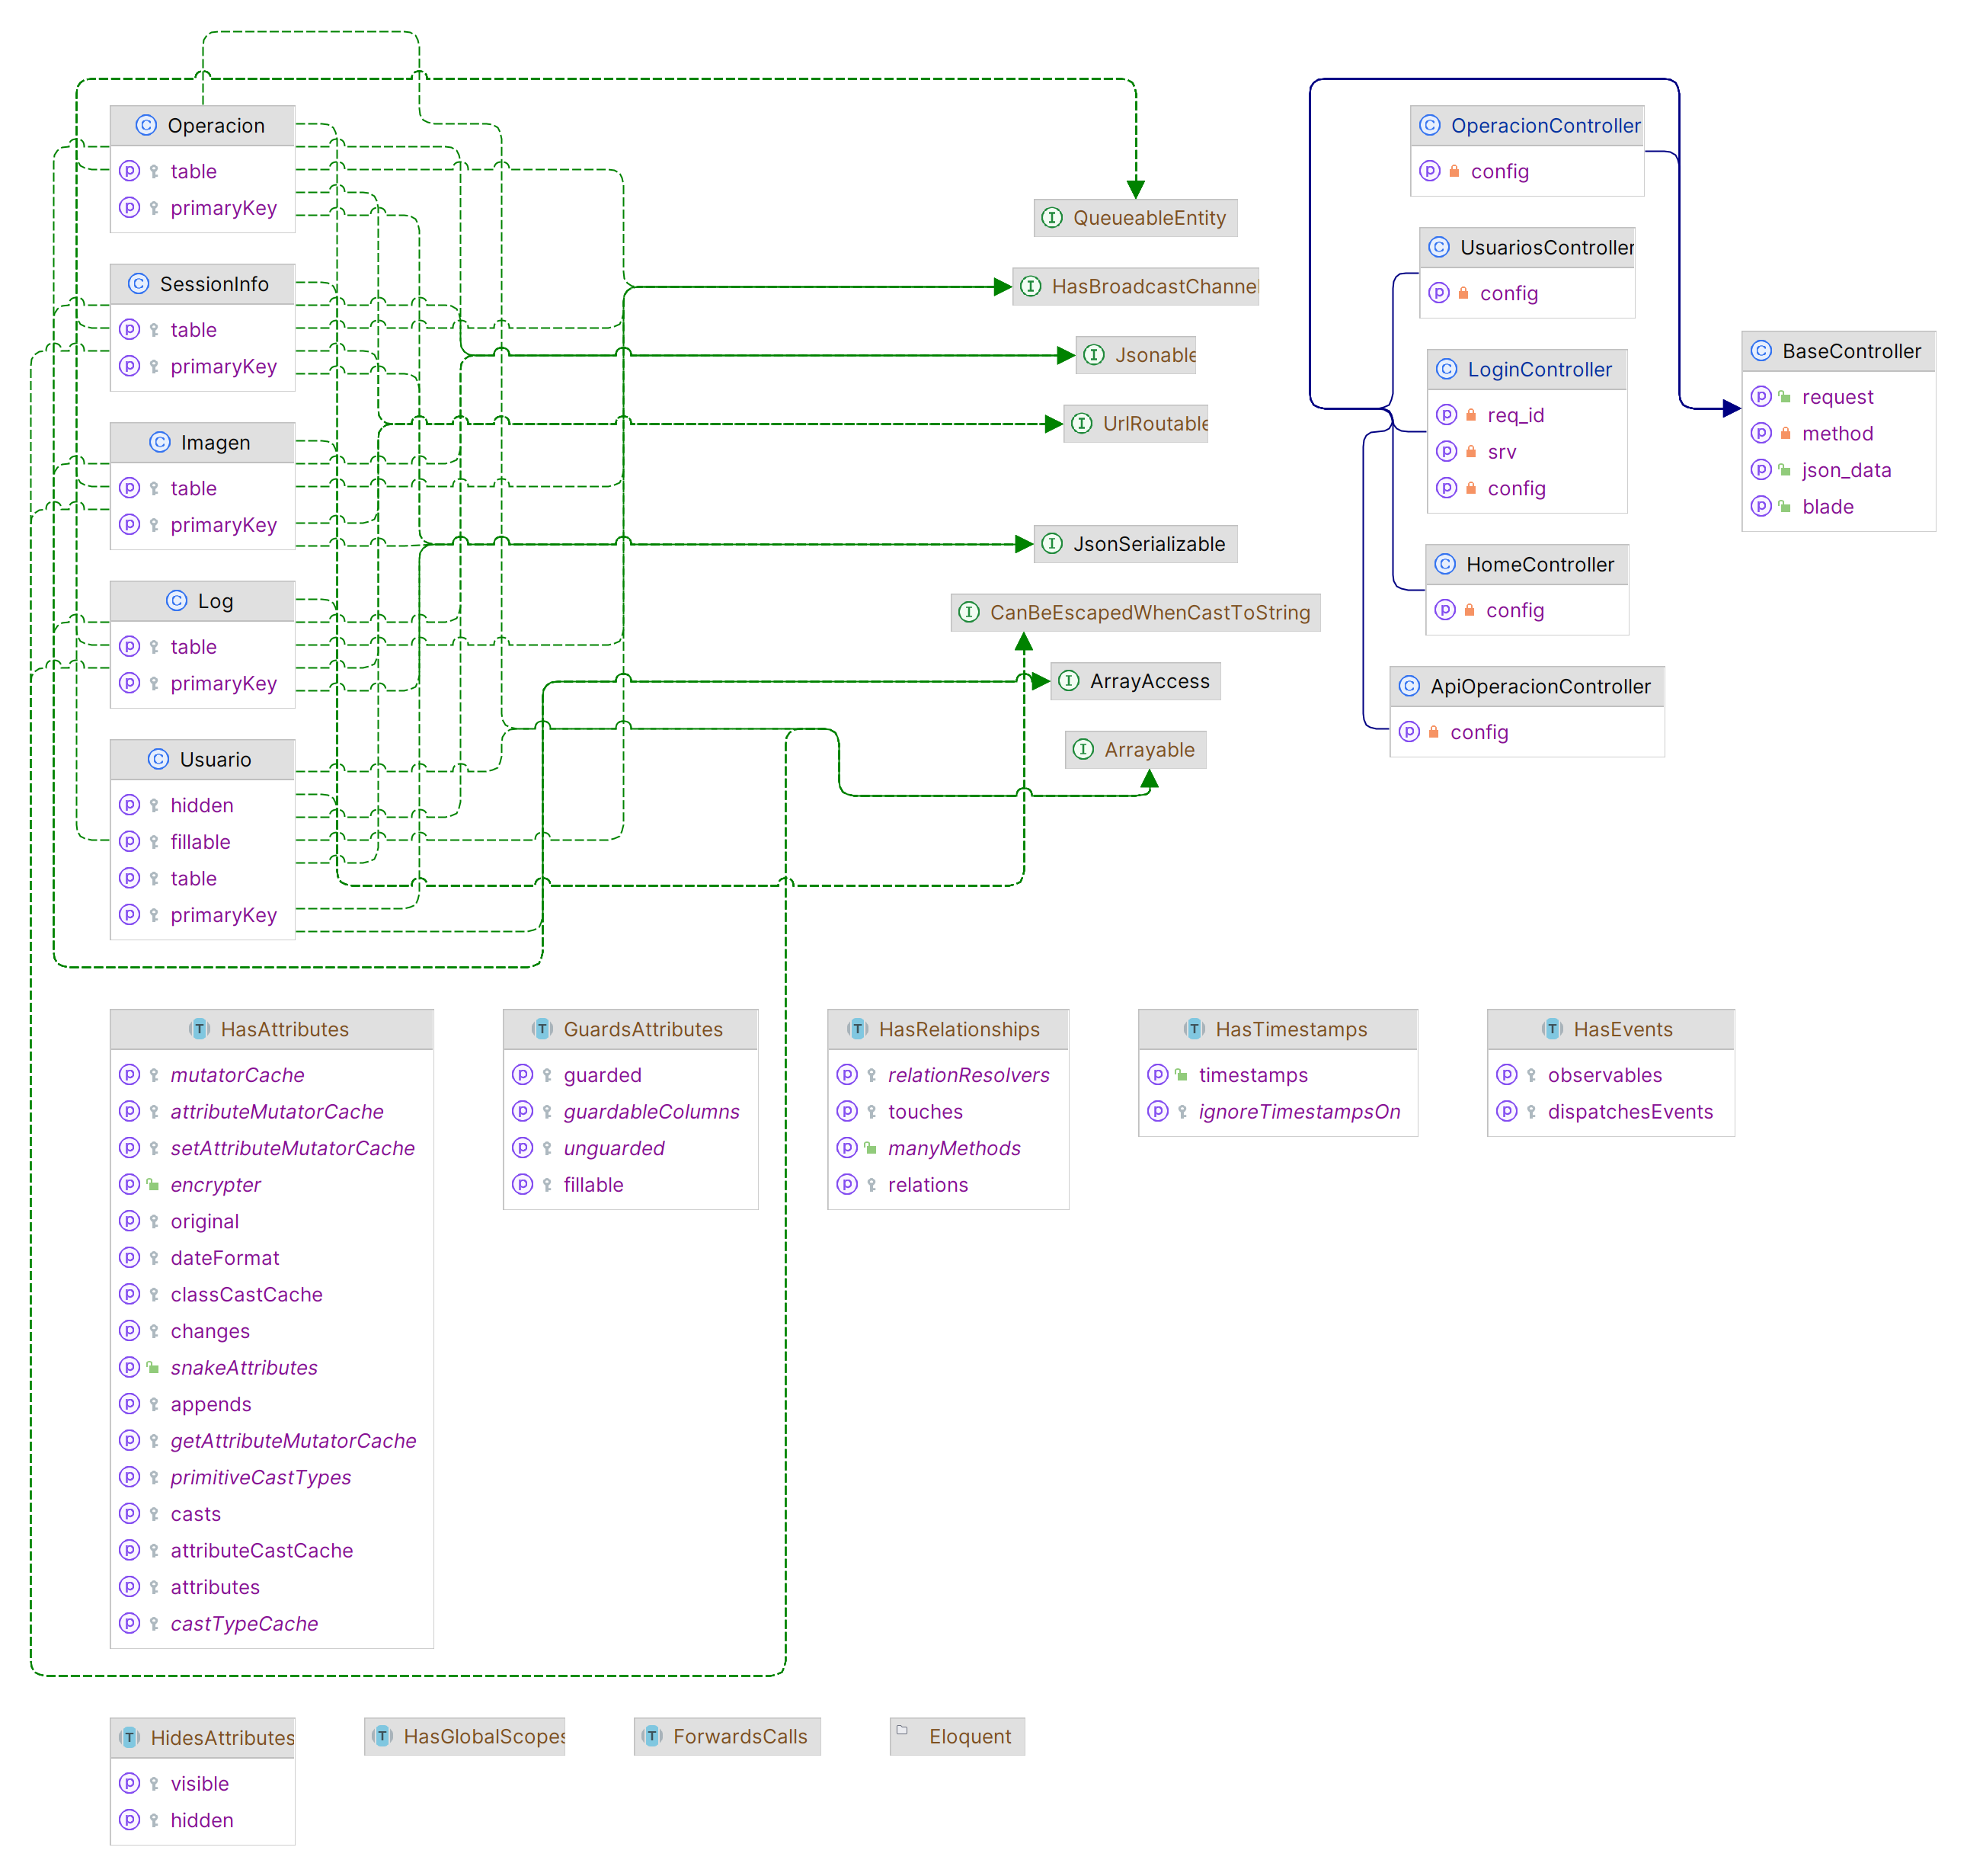 Operacion
table
primaryKey
SessionInfo
table
primaryKey
Imagen
table
primaryKey
Log
table
primaryKey
Usuario
hidden
fillable
table
primaryKey
QueueableEntity
HasBroadcastChannel
Jsonable
UrlRoutable
JsonSerializable
CanBeEscapedWhenCastToString
ArrayAccess
Arrayable
OperacionController
config
UsuariosController
config
LoginController
req_id
srv
config
HomeController
config
ApiOperacionController
config
BaseController
request
method
json_data
blade
HasAttributes
mutatorCache
attributeMutatorCache
setAttributeMutatorCache
encrypter
original
dateFormat
classCastCache
changes
snakeAttributes
appends
getAttributeMutatorCache
primitiveCastTypes
casts
attributeCastCache
attributes
castTypeCache
GuardsAttributes
guarded
guardableColumns
unguarded
fillable
HasRelationships
relationResolvers
touches
manyMethods
relations
HasTimestamps
timestamps
ignoreTimestampsOn
HasEvents
observables
dispatchesEvents
HidesAttributes
visible
hidden
HasGlobalScopes
ForwardsCalls
Eloquent